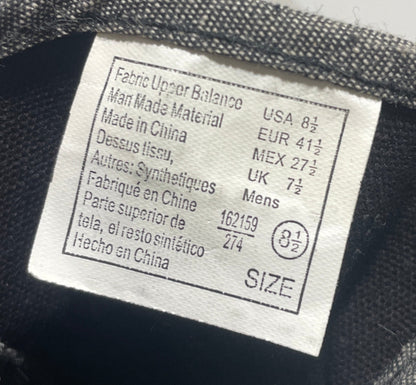 Fabric Upper Balance
Man Made Material
Made in China
Dessus tissu,
Autres: Synthetiques
Fabriqué en Chine
Parte superior de
tela, el resto sintético
Hecho en China
USA 8½
EUR 41½
MEX 27½
UK 7½
Mens
162159
274
8½
SIZE